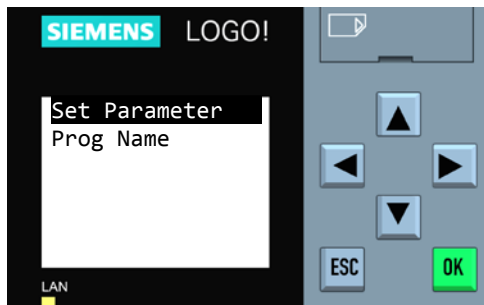 SIEMENS LOGO!
Set Parameter
Prog Name
ESC OK
LAN